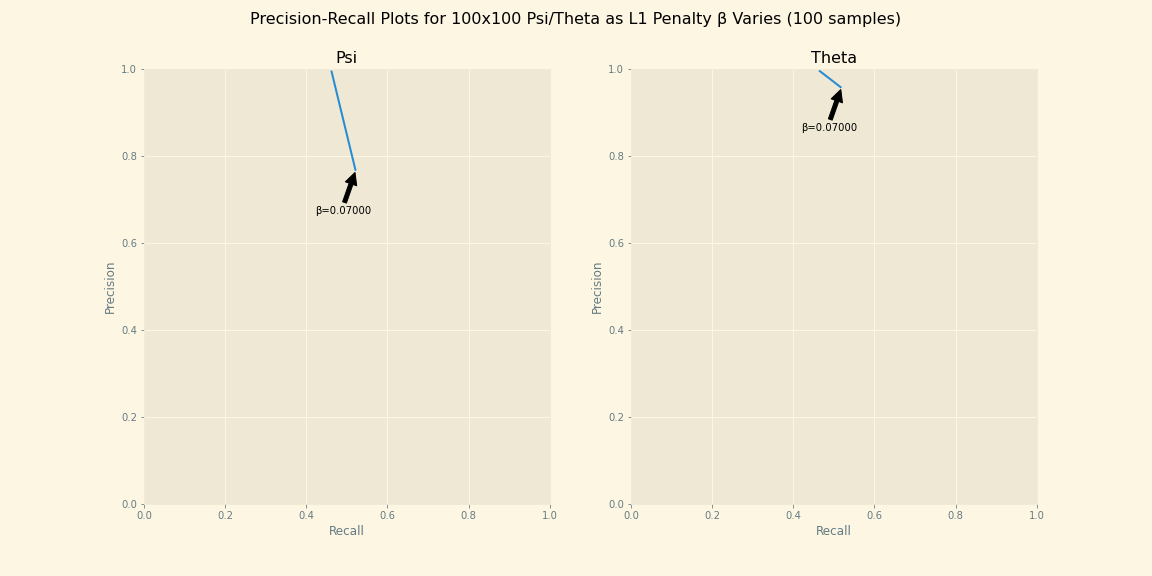 Precision-Recall Plots for 100x100 Psi/Theta as L1 Penalty β Varies (100 samples)
Psi
1.0
0.8
0.6
0.4
0.2
0.0
Precision
β=0.07000
0.0 0.2 0.4 0.6 0.8 1.0
Recall
Theta
1.0
0.8
0.6
0.4
0.2
0.0
Precision
β=0.07000
0.0 0.2 0.4 0.6 0.8 1.0
Recall